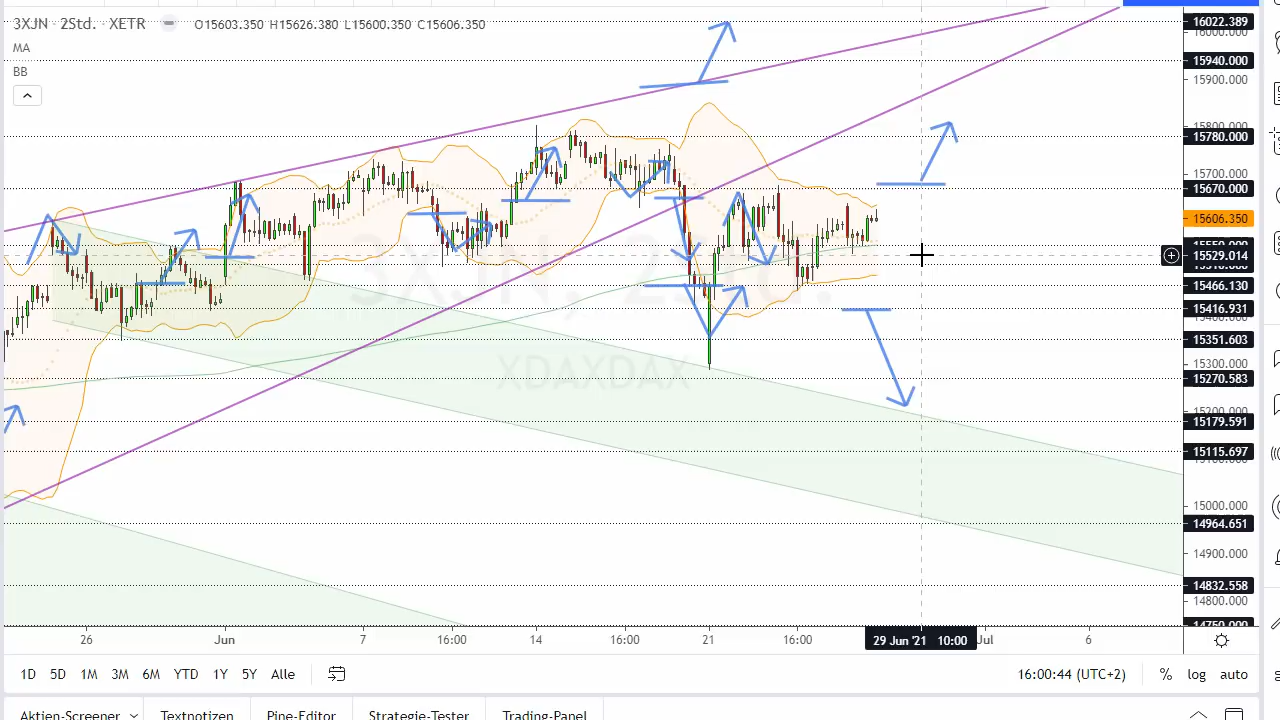 3XJN · 2Std. · XETR O15603.350 H15626.380 L15600.350 C15606.350
MA
BB
16022.389
15940.000
15900.000
15780.000
15700.000
15670.000
15606.350
15529.014
15466.130
15416.931
15351.603
15300.000
15270.583
15179.591
15115.697
15000.000
14964.651
14900.000
14832.558
14800.000
XDAXDAX
26 Jun 7 16:00 14 16:00 21 16:00 29 Jun '21 10:00 Jul 6
1D 5D 1M 3M 6M YTD 1Y 5Y Alle 16:00:44 (UTC+2) % log auto
Aktien-Screener Textnotizen Pine-Editor Strategie-Tester Trading-Panel